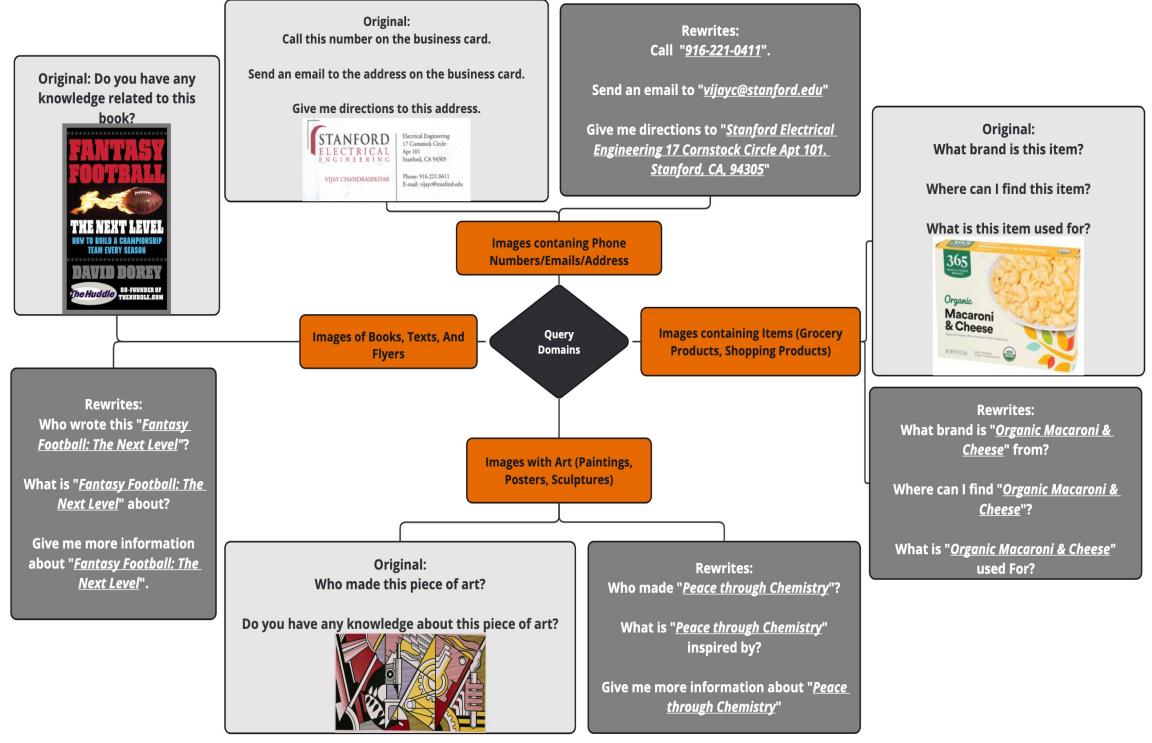 Original: Do you have any
knowledge related to this
book?
FANTASY
FOOTBALL
THE NEXT LEVEL
HOW TO BUILD A CHAMPIONSHIP
TEAM EVERY SEASON
DAVID DOREY
TheHuddle
CO-FOUNDER OF
THEHUDDLE.COM
Original:
Call this number on the business card.
Send an email to the address on the business card.
Give me directions to this address.
STANFORD
ELECTRICAL
ENGINEERING
VIJAY CHANDRASEKHAR
Electrical Engineering
17 Comstock Circle
Apt 101
Stanford, CA 94305
Phone: 916.221.0411
E-mail: vijayc@stanford.edu
Rewrites:
Call "916-221-0411".
Send an email to "vijayc@stanford.edu"
Give me directions to "Stanford Electrical
Engineering 17 Cornstock Circle Apt 101.
Stanford, CA, 94305"
Original:
What brand is this item?
Where can I find this item?
What is this item used for?
365
Organic
Macaroni
& Cheese
Images contaning Phone
Numbers/Emails/Address
Images of Books, Texts, And
Flyers
Query
Domains
Images containing Items (Grocery
Products, Shopping Products)
Images with Art (Paintings,
Posters, Sculptures)
Rewrites:
Who wrote this "Fantasy
Football: The Next Level"?
What is "Fantasy Football: The
Next Level" about?
Give me more information
about "Fantasy Football: The
Next Level".
Rewrites:
What brand is "Organic Macaroni &
Cheese" from?
Where can I find "Organic Macaroni &
Cheese"?
What is "Organic Macaroni & Cheese"
used For?
Original:
Who made this piece of art?
Do you have any knowledge about this piece of art?
Rewrites:
Who made "Peace through Chemistry"?
What is "Peace through Chemistry"
inspired by?
Give me more information about "Peace
through Chemistry"